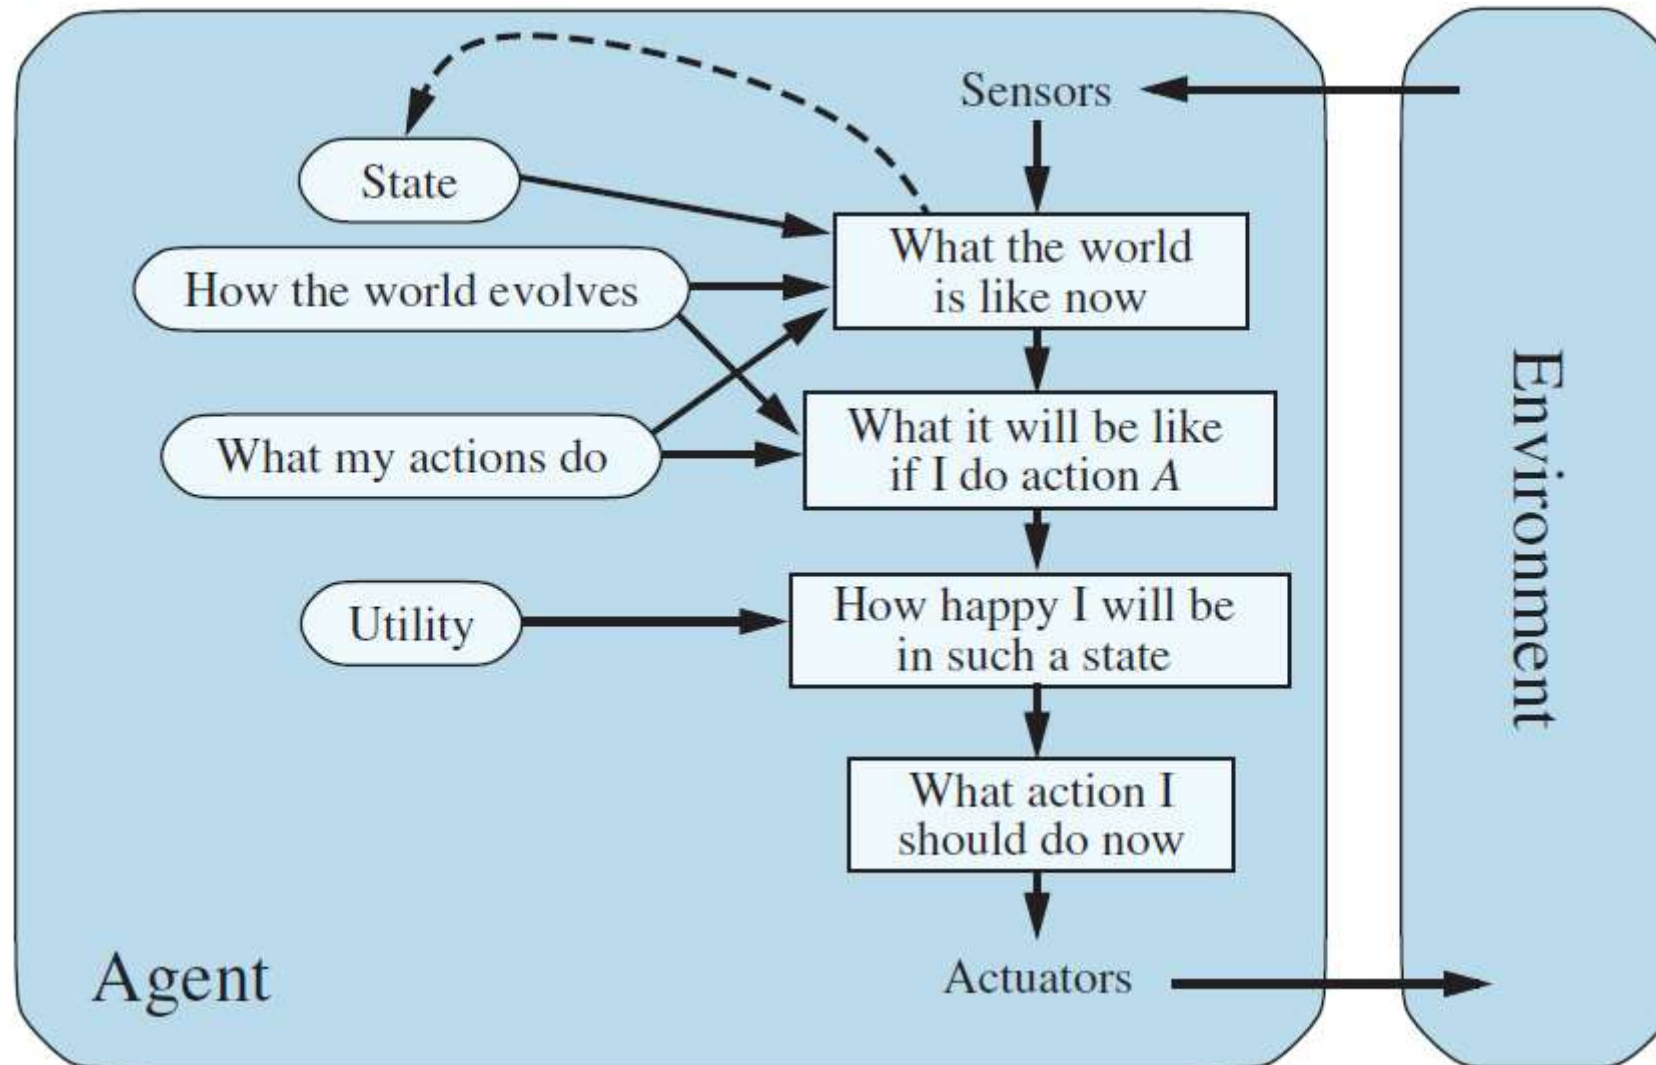 Sensors
State
What the world
is like now
How the world evolves
What it will be like
if I do action A
What my actions do
How happy I will be
in such a state
Utility
What action I
should do now
Agent
Actuators
Environment